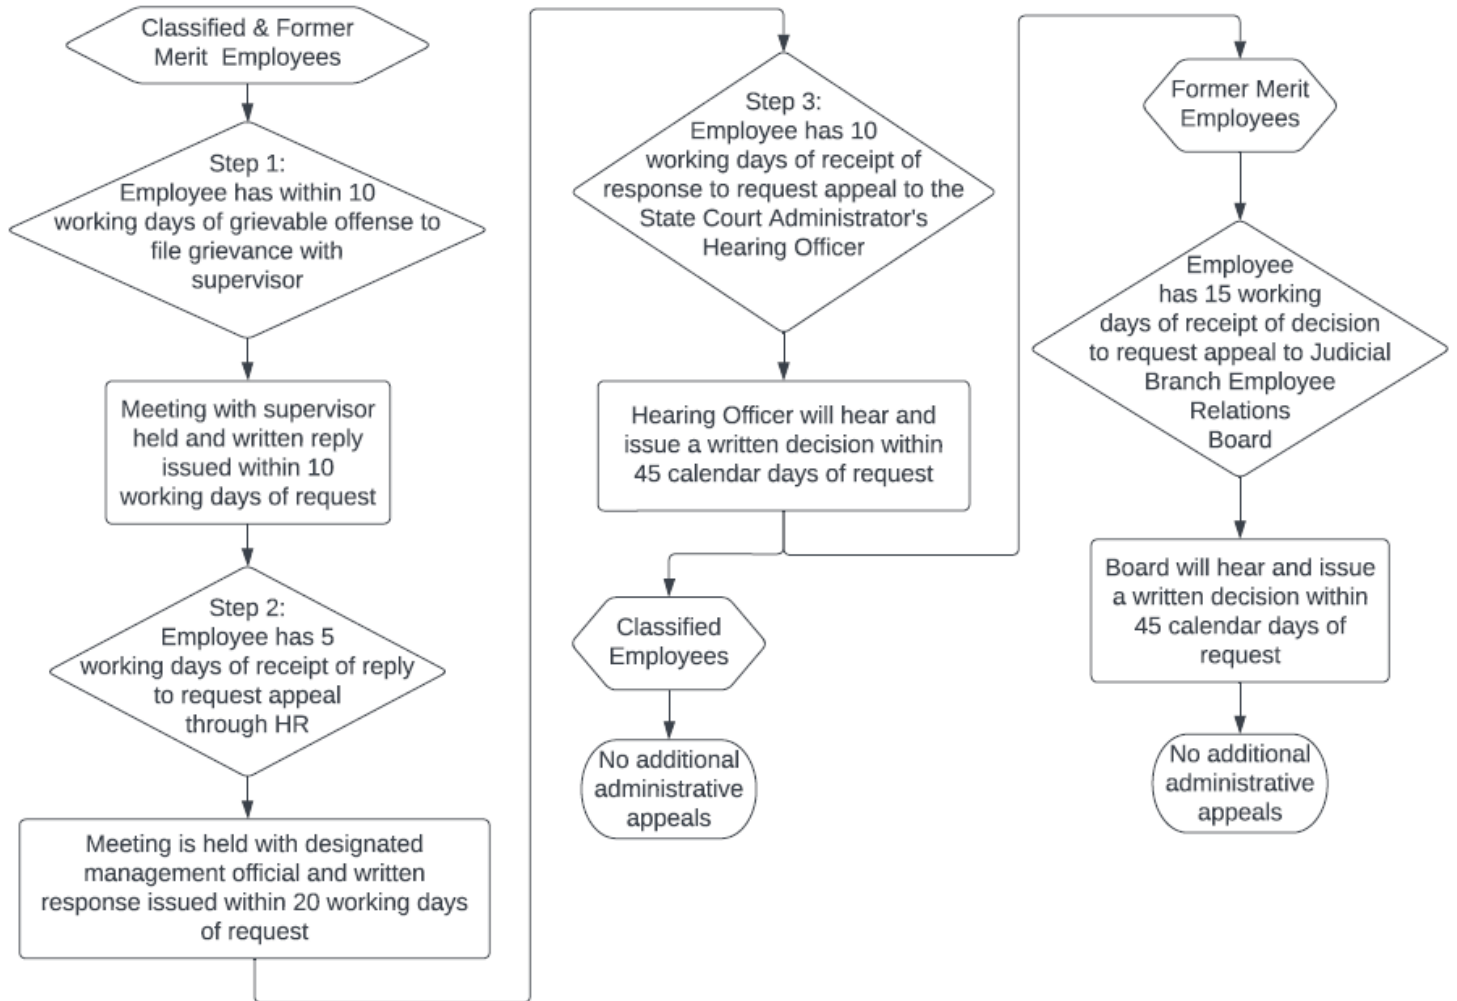 Classified & Former
Merit Employees
Step 1:
Employee has within 10
working days of grievable offense to
file grievance with
supervisor
Meeting with supervisor
held and written reply
issued within 10
working days of request
Step 2:
Employee has 5
working days of receipt of reply
to request appeal
through HR
Meeting is held with designated
management official and written
response issued within 20 working days
of request
Step 3:
Employee has 10
working days of receipt of
response to request appeal to the
State Court Administrator's
Hearing Officer
Hearing Officer will hear and
issue a written decision within
45 calendar days of request
Classified
Employees
No additional
administrative
appeals
Former Merit
Employees
Employee
has 15 working
days of receipt of decision
to request appeal to Judicial
Branch Employee
Relations
Board
Board will hear and issue
a written decision within
45 calendar days of
request
No additional
administrative
appeals